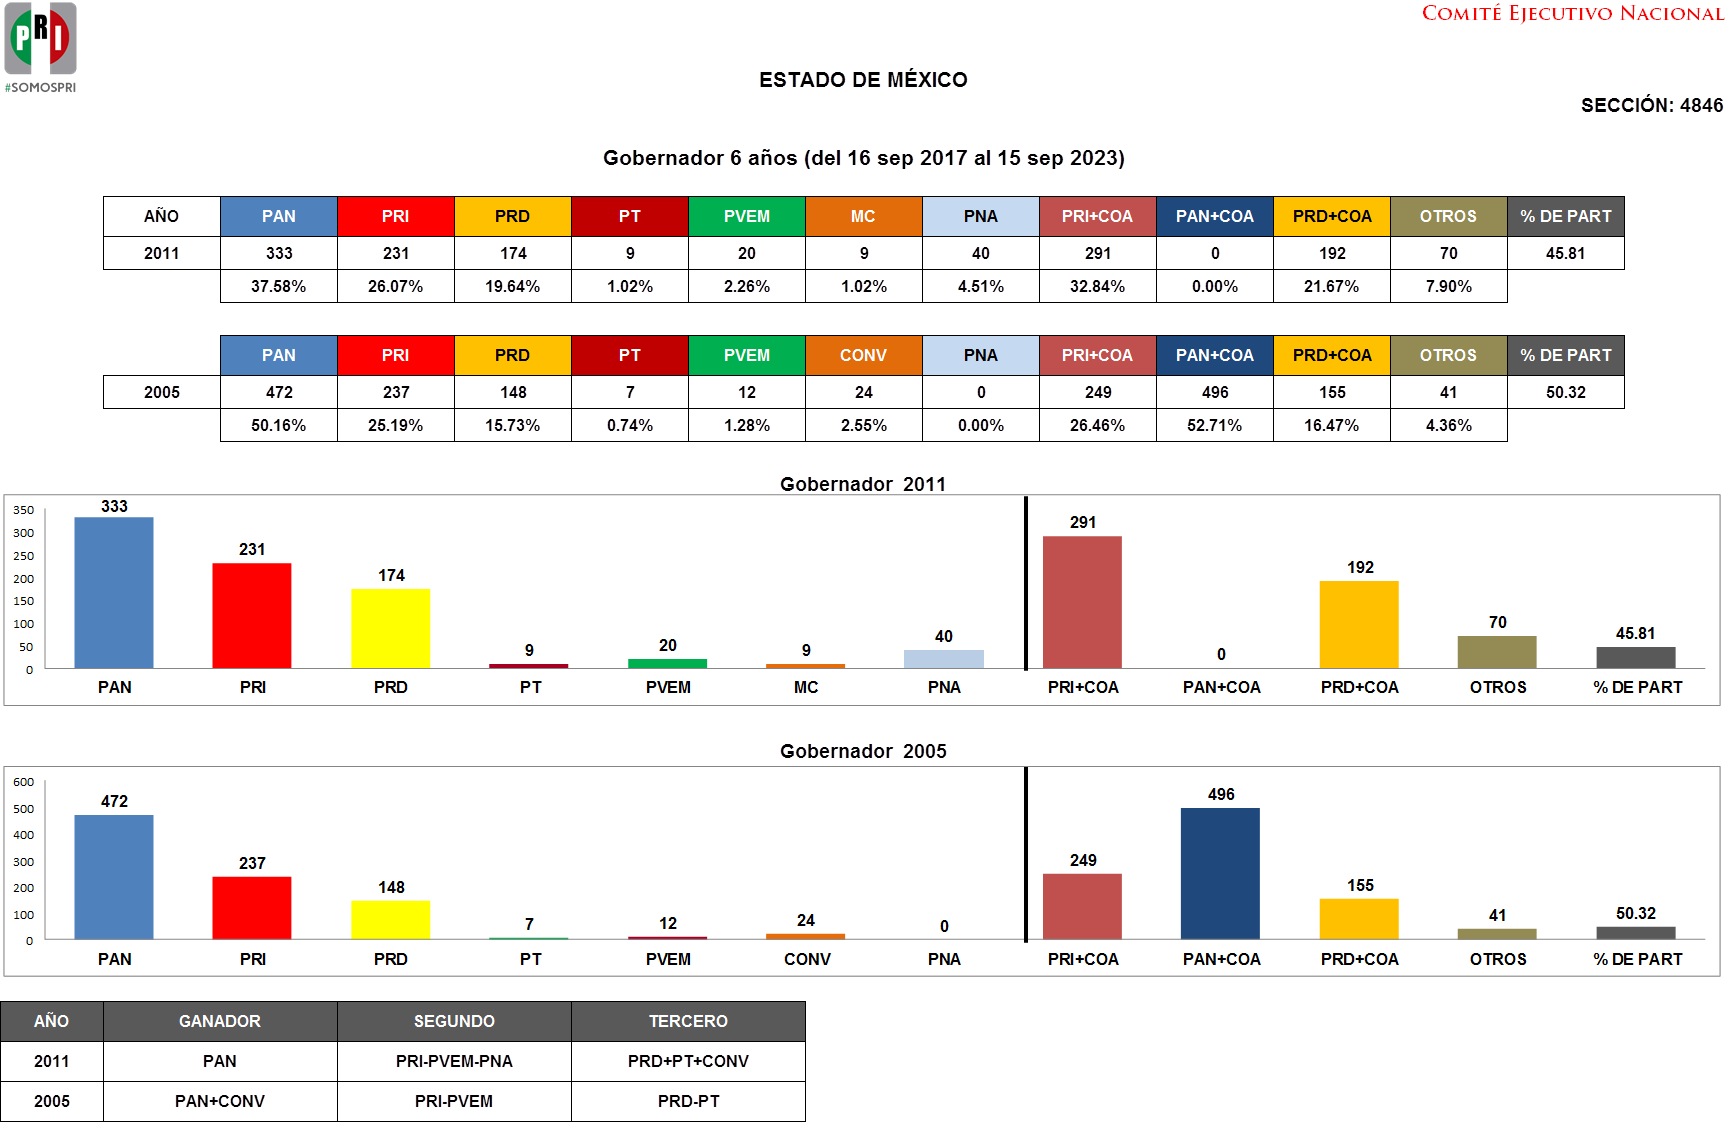 PRI
#SOMOSPRI
COMITÉ EJECUTIVO NACIONAL
ESTADO DE MÉXICO
SECCIÓN: 4846
Gobernador 6 años (del 16 sep 2017 al 15 sep 2023)
AÑO PAN PRI PRD PT PVEM MC PNA PRI+COA PAN+COA PRD+COA OTROS % DE PART
2011 333 231 174 9 20 9 40 291 0 192 70 45.81
37.58% 26.07% 19.64% 1.02% 2.26% 1.02% 4.51% 32.84% 0.00% 21.67% 7.90%
PAN PRI PRD PT PVEM CONV PNA PRI+COA PAN+COA PRD+COA OTROS % DE PART
2005 472 237 148 7 12 24 0 249 496 155 41 50.32
50.16% 25.19% 15.73% 0.74% 1.28% 2.55% 0.00% 26.46% 52.71% 16.47% 4.36%
Gobernador 2011
350
300
250
200
150
100
50
0
333 231 174 9 20 9 40 291 0 192 70 45.81
PAN PRI PRD PT PVEM MC PNA PRI+COA PAN+COA PRD+COA OTROS % DE PART
Gobernador 2005
600
500
400
300
200
100
0
472 237 148 7 12 24 0 249 496 155 41 50.32
PAN PRI PRD PT PVEM CONV PNA PRI+COA PAN+COA PRD+COA OTROS % DE PART
AÑO GANADOR SEGUNDO TERCERO
2011 PAN PRI-PVEM-PNA PRD+PT+CONV
2005 PAN+CONV PRI-PVEM PRD-PT